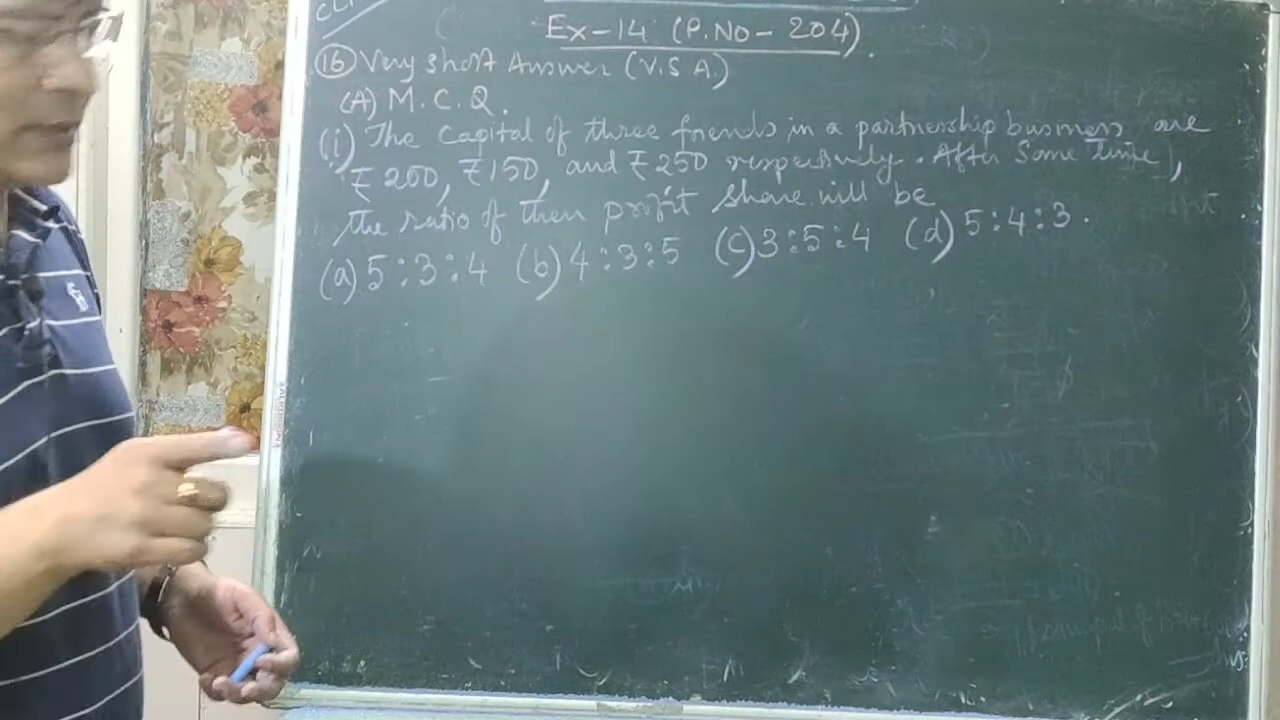 Ex-14 (P.NO- 204).
(16) Very short Answer (V.S A.)
(A) M.C.Q.
(i) The Capital of three friends in a partnership business are
₹200, ₹150, and ₹250 respectively. After Some Time,
the ratio of their profit share will be
(a) 5:3:4 (b) 4:3:5 (c) 3:5:4 (d) 5:4:3.